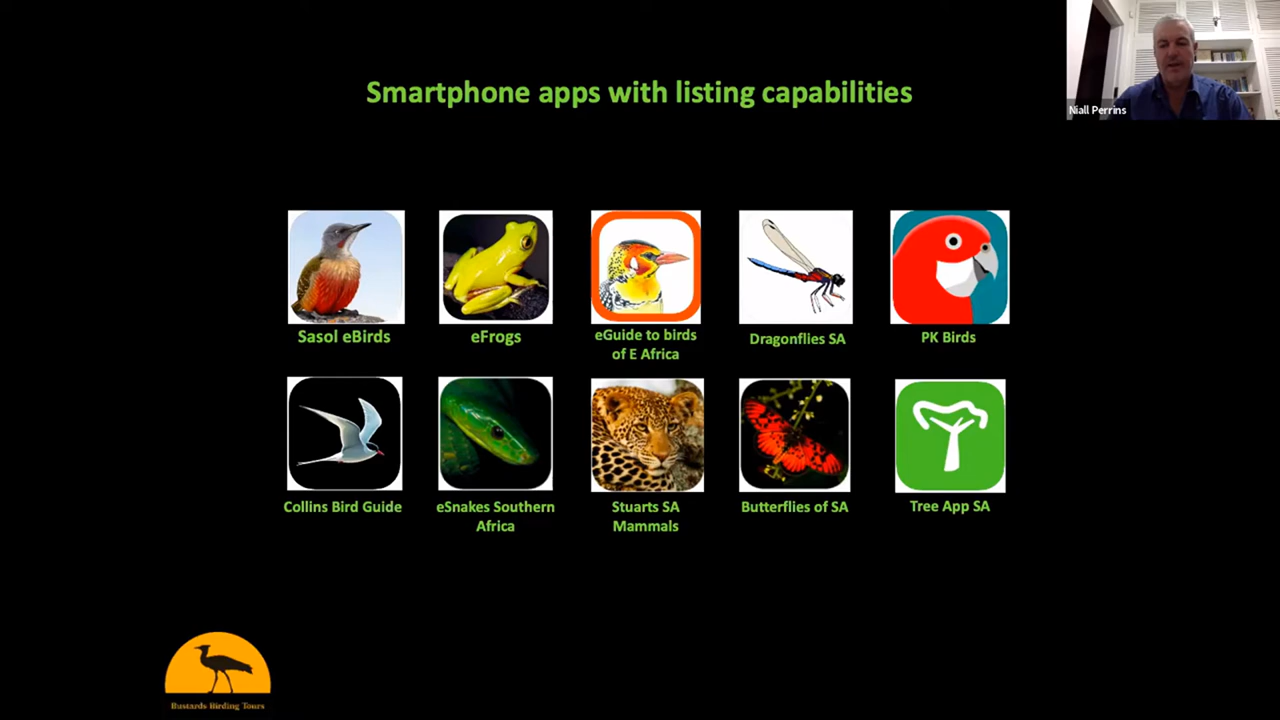 Smartphone apps with listing capabilities
Niall Perrins
Sasol eBirds
eFrogs
eGuide to birds
of E Africa
Dragonflies SA
PK Birds
Collins Bird Guide
eSnakes Southern
Africa
Stuarts SA
Mammals
Butterflies of SA
Tree App SA
Bustards Birding Tours